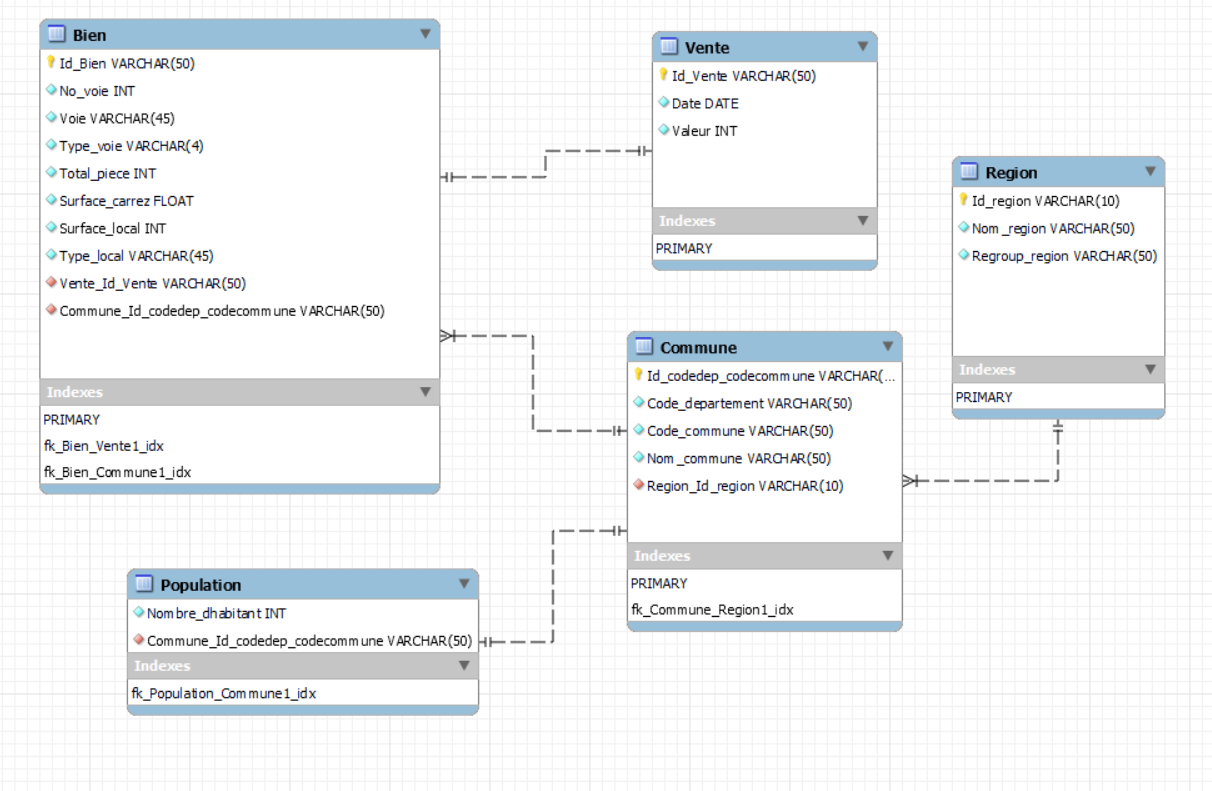 Bien
Id_Bien VARCHAR(50)
No_voie INT
Voie VARCHAR(45)
Type_voie VARCHAR(4)
Total_piece INT
Surface_carrez FLOAT
Surface_local INT
Type_local VARCHAR(45)
Vente_Id_Vente VARCHAR(50)
Commune_Id_codedep_codecommune VARCHAR(50)
Indexes
PRIMARY
fk_Bien_Vente1_idx
fk_Bien_Commune1_idx
Vente
Id_Vente VARCHAR(50)
Date DATE
Valeur INT
Indexes
PRIMARY
Region
Id_region VARCHAR(10)
Nom_region VARCHAR(50)
Regroup_region VARCHAR(50)
Indexes
PRIMARY
Commune
Id_codedep_codecommune VARCHAR(...
Code_departement VARCHAR(50)
Code_commune VARCHAR(50)
Nom_commune VARCHAR(50)
Region_Id_region VARCHAR(10)
Indexes
PRIMARY
fk_Commune_Region1_idx
Population
Nombre_dhabitant INT
Commune_Id_codedep_codecommune VARCHAR(50)
Indexes
fk_Population_Commune1_idx